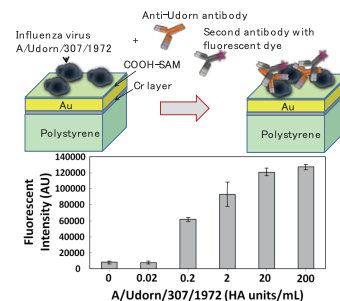 Anti-Udorn antibody
Influenza virus
A/Udorn/307/1972
+
Second antibody with
fluorescent dye
COOH-SAM
Cr layer
Au
Au
Polystyrene
Polystyrene
Fluorescent
Intensity (AU)
140000
120000
100000
80000
60000
40000
20000
0
0 0.02 0.2 2 20 200
A/Udorn/307/1972 (HA units/mL)